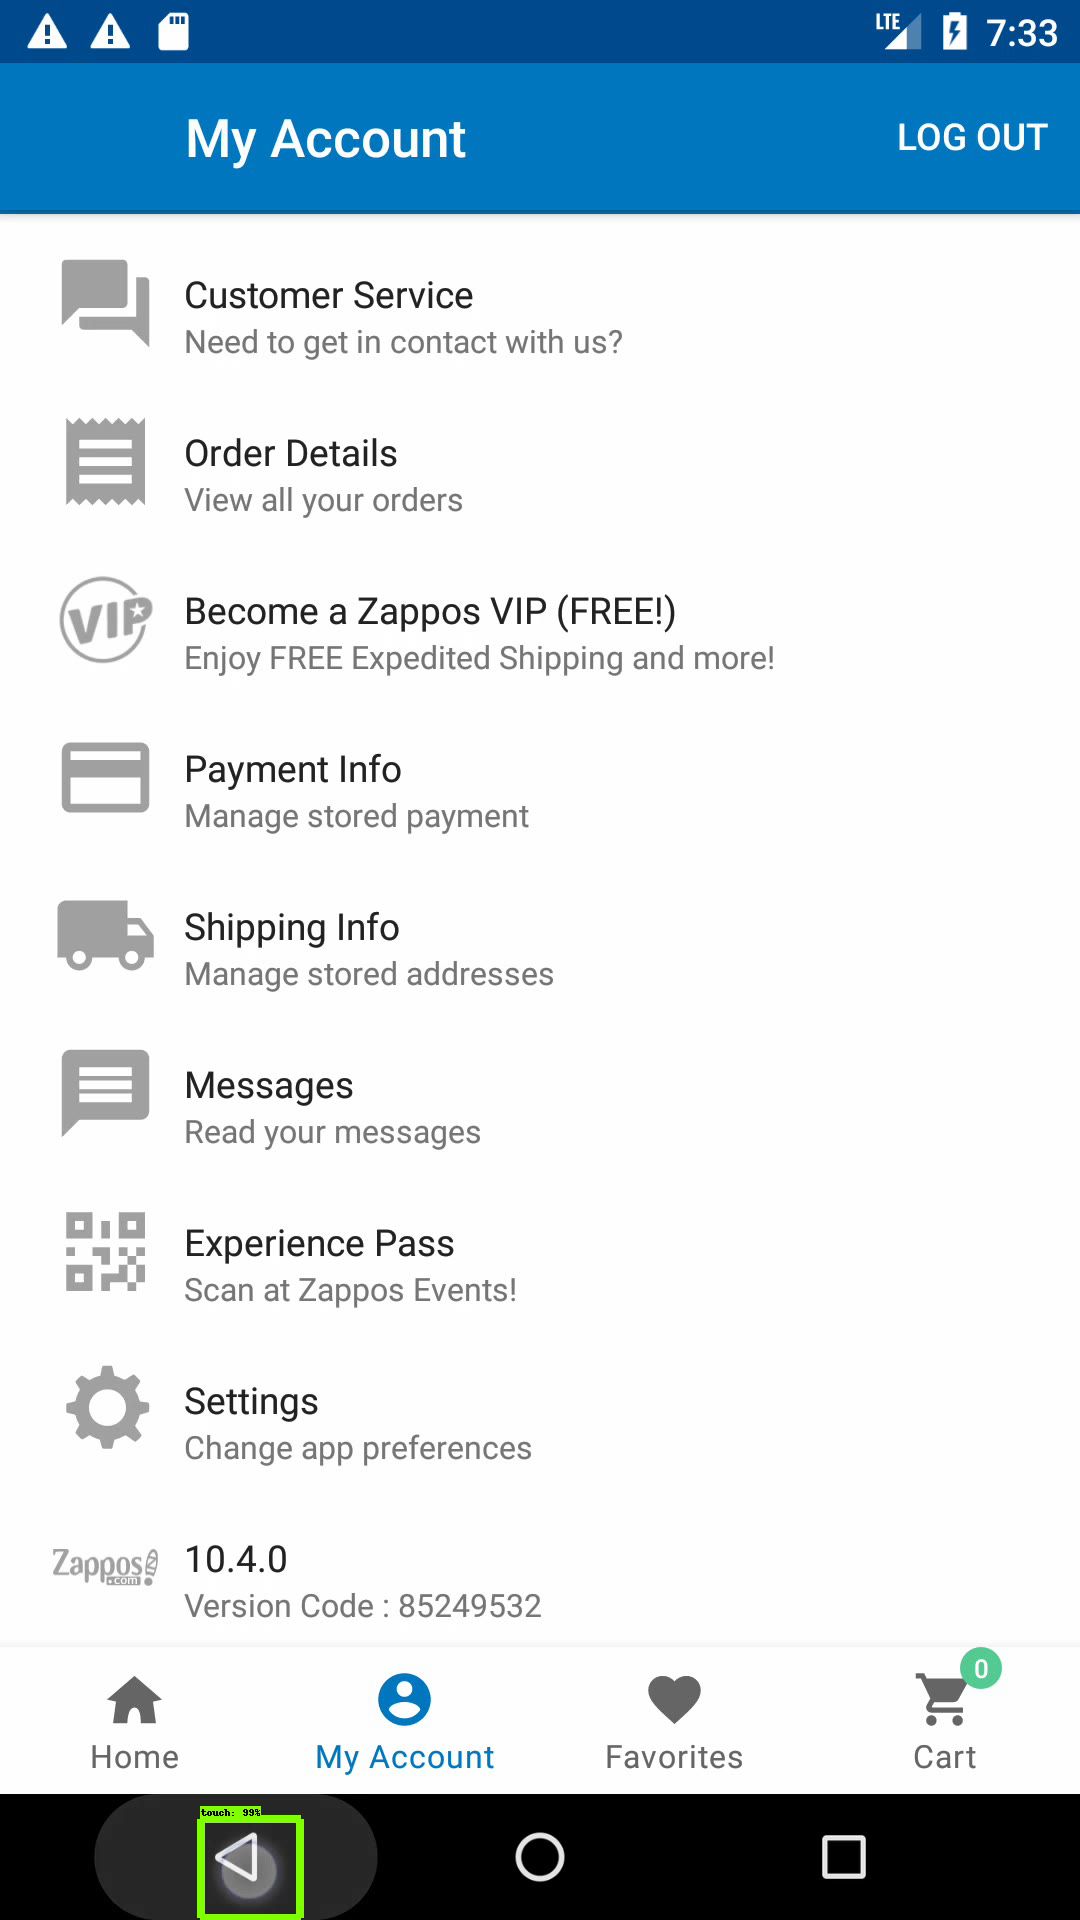 LTE 7:33
My Account LOG OUT
Customer Service
Need to get in contact with us?
Order Details
View all your orders
VIP
Become a Zappos VIP (FREE!)
Enjoy FREE Expedited Shipping and more!
Payment Info
Manage stored payment
Shipping Info
Manage stored addresses
Messages
Read your messages
Experience Pass
Scan at Zappos Events!
Settings
Change app preferences
Zappos .com
10.4.0
Version Code : 85249532
0
Home My Account Favorites Cart
touch: 99%